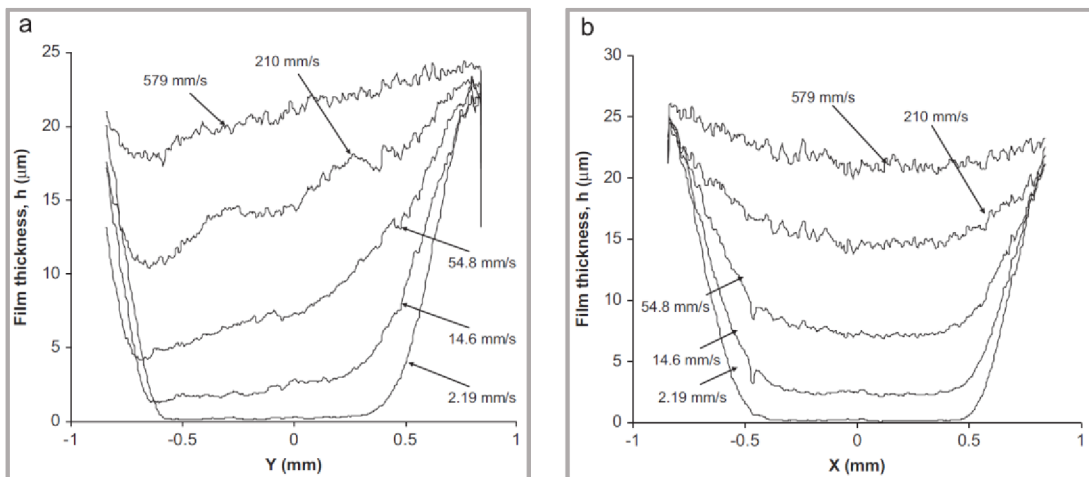 a
25
20
15
10
5
0
Film thickness, h (μm)
579 mm/s
210 mm/s
54.8 mm/s
14.6 mm/s
2.19 mm/s
-1
-0.5
0
0.5
1
Y (mm)
b
30
25
20
15
10
5
0
Film thickness, h (μm)
579 mm/s
210 mm/s
54.8 mm/s
14.6 mm/s
2.19 mm/s
-1
-0.5
0
0.5
1
X (mm)